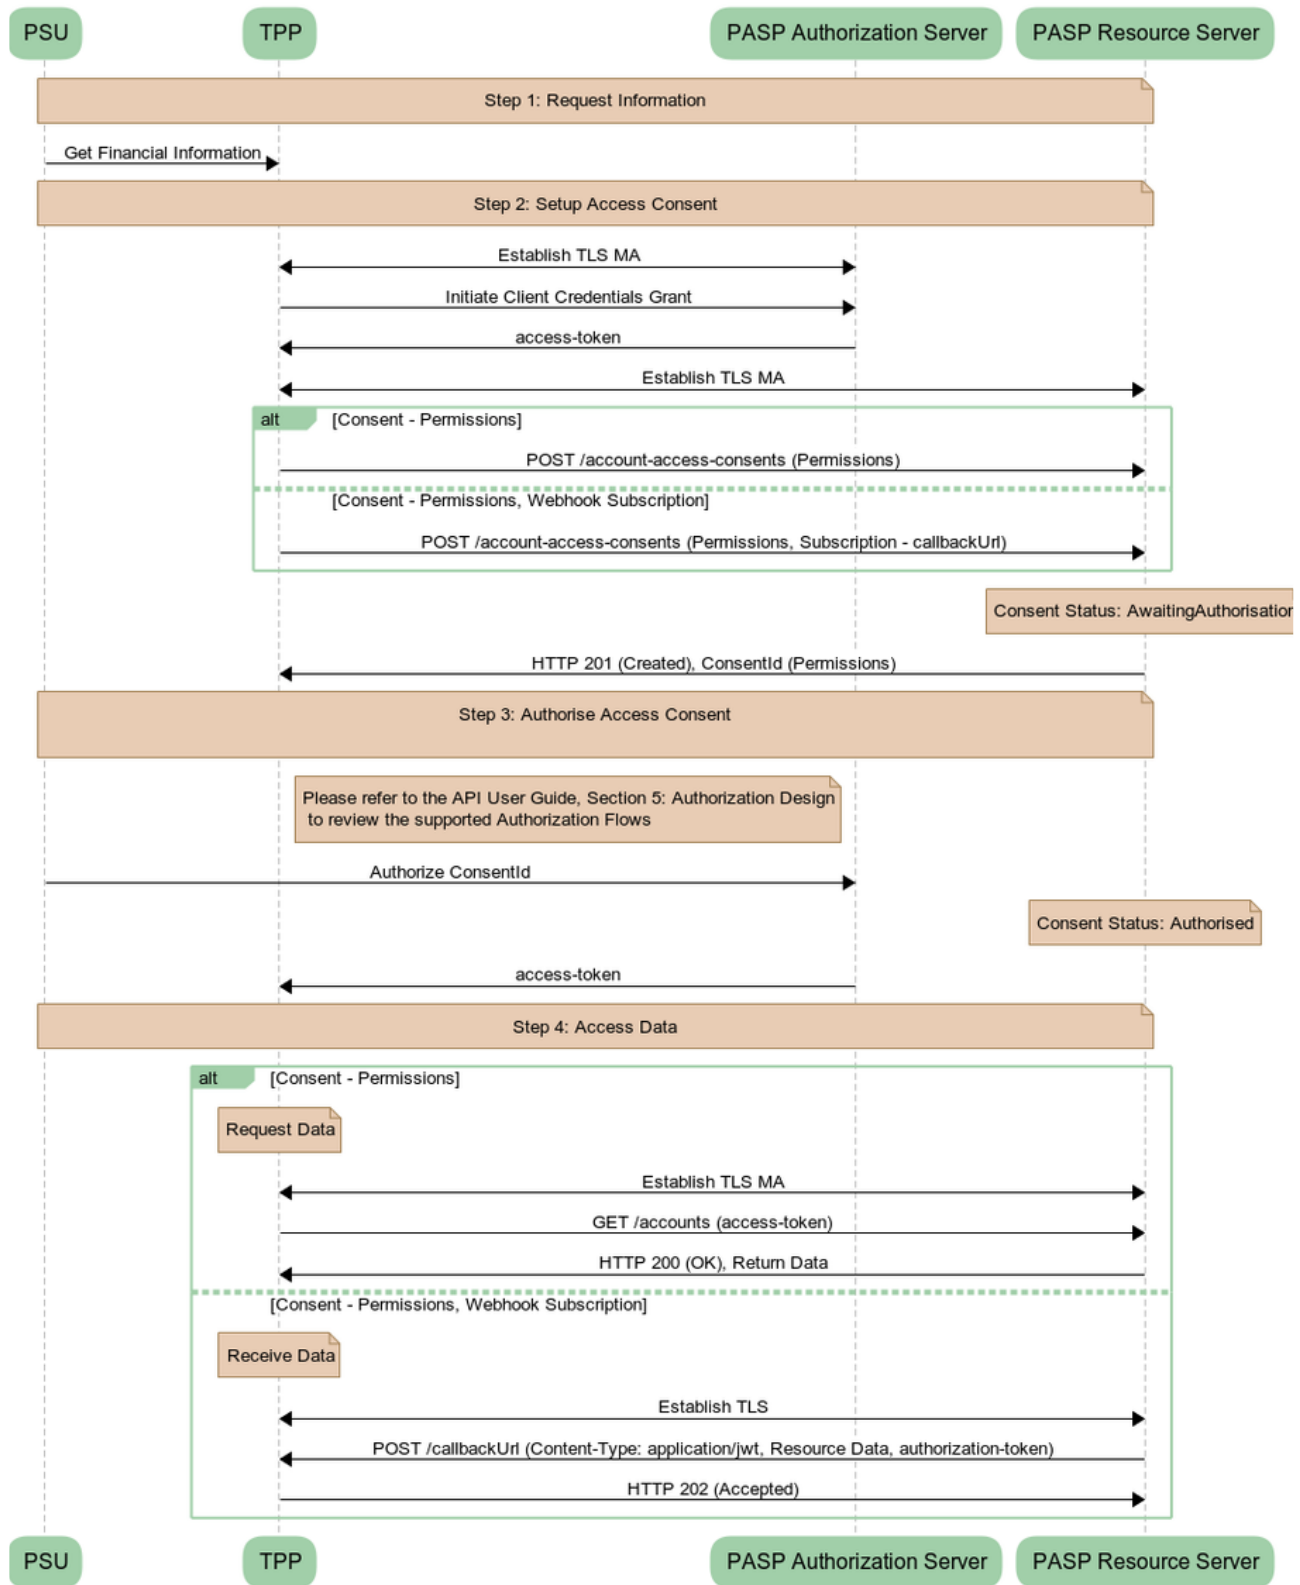 PSU
TPP
PASP Authorization Server
PASP Resource Server
Step 1: Request Information
Get Financial Information
Step 2: Setup Access Consent
Establish TLS MA
Initiate Client Credentials Grant
access-token
Establish TLS MA
alt
[Consent - Permissions]
POST /account-access-consents (Permissions)
[Consent - Permissions, Webhook Subscription]
POST /account-access-consents (Permissions, Subscription - callbackUrl)
Consent Status: AwaitingAuthorisation
HTTP 201 (Created), ConsentId (Permissions)
Step 3: Authorise Access Consent
Please refer to the API User Guide, Section 5: Authorization Design
to review the supported Authorization Flows
Authorize ConsentId
Consent Status: Authorised
access-token
Step 4: Access Data
alt
[Consent - Permissions]
Request Data
Establish TLS MA
GET /accounts (access-token)
HTTP 200 (OK), Return Data
[Consent - Permissions, Webhook Subscription]
Receive Data
Establish TLS
POST /callbackUrl (Content-Type: application/jwt, Resource Data, authorization-token)
HTTP 202 (Accepted)
PSU
TPP
PASP Authorization Server
PASP Resource Server